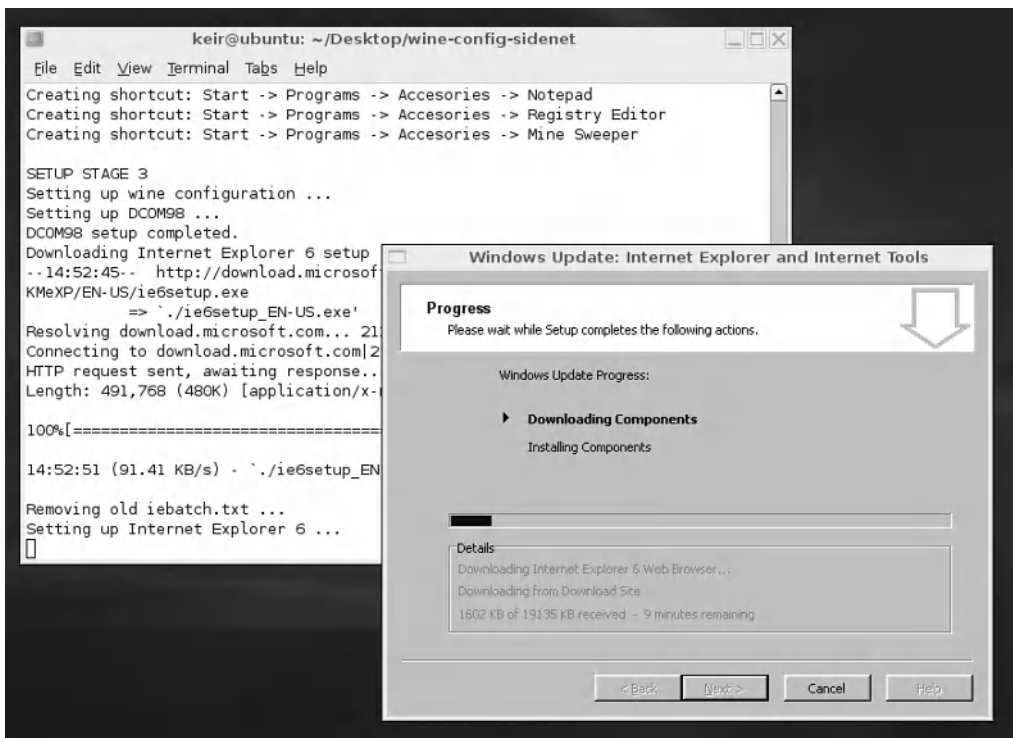 keir@ubuntu: ~/Desktop/wine-config-sidenet
File Edit View Terminal Tabs Help
Creating shortcut: Start -> Programs -> Accesories -> Notepad
Creating shortcut: Start -> Programs -> Accesories -> Registry Editor
Creating shortcut: Start -> Programs -> Accesories -> Mine Sweeper
SETUP STAGE 3
Setting up wine configuration ...
Setting up DCOM98 ...
DCOM98 setup completed.
Downloading Internet Explorer 6 setup
--14:52:45-- http://download.microsof
KMeXP/EN-US/ie6setup.exe
=> `./ie6setup_EN-US.exe'
Resolving download.microsoft.com... 21
Connecting to download.microsoft.com|2
HTTP request sent, awaiting response..
Length: 491,768 (480K) [application/x-
100%[==================================
14:52:51 (91.41 KB/s) - `./ie6setup_EN
Removing old iebatch.txt ...
Setting up Internet Explorer 6 ...
Windows Update: Internet Explorer and Internet Tools
Progress
Please wait while Setup completes the following actions.
Windows Update Progress:
Downloading Components
Installing Components
Details
Downloading Internet Explorer 6 Web Browser...
Downloading from Download Site
1602 KB of 19135 KB received - 9 minutes remaining
< Back Next > Cancel Help